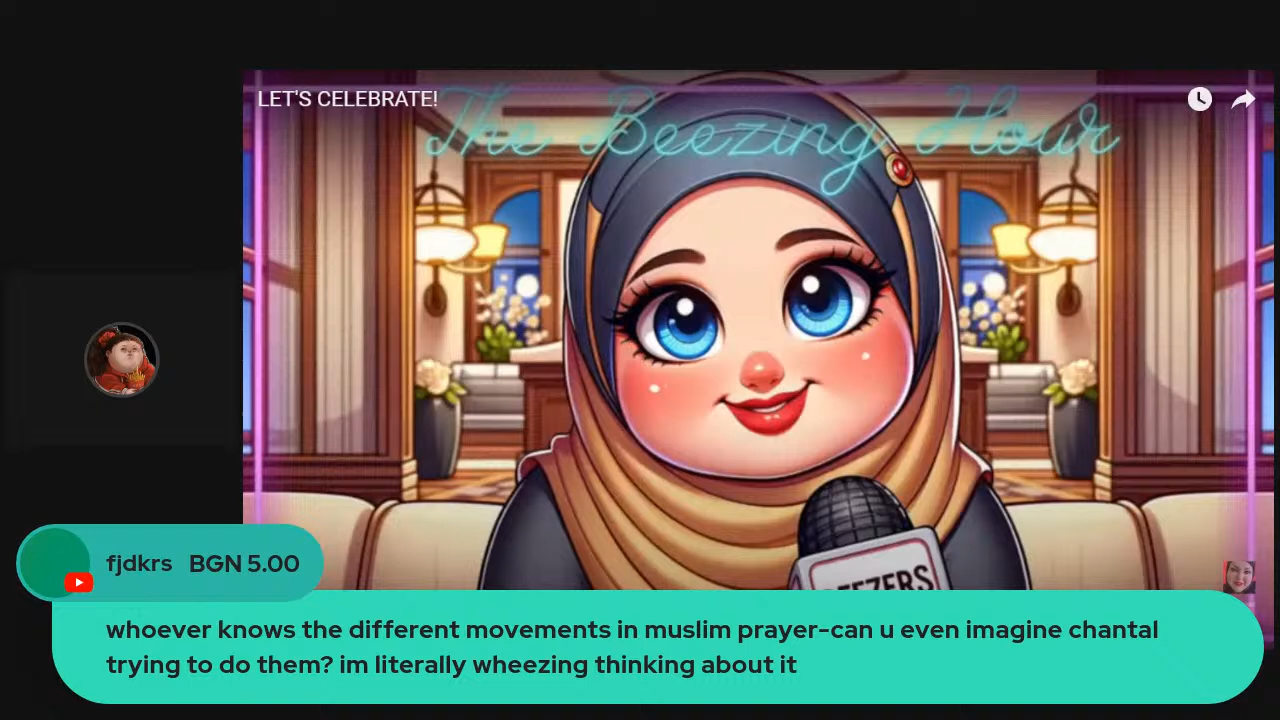 LET'S CELEBRATE!
The Beezing Hour
BEEZERS
fjdkrs BGN 5.00
whoever knows the different movements in muslim prayer-can u even imagine chantal
trying to do them? im literally wheezing thinking about it